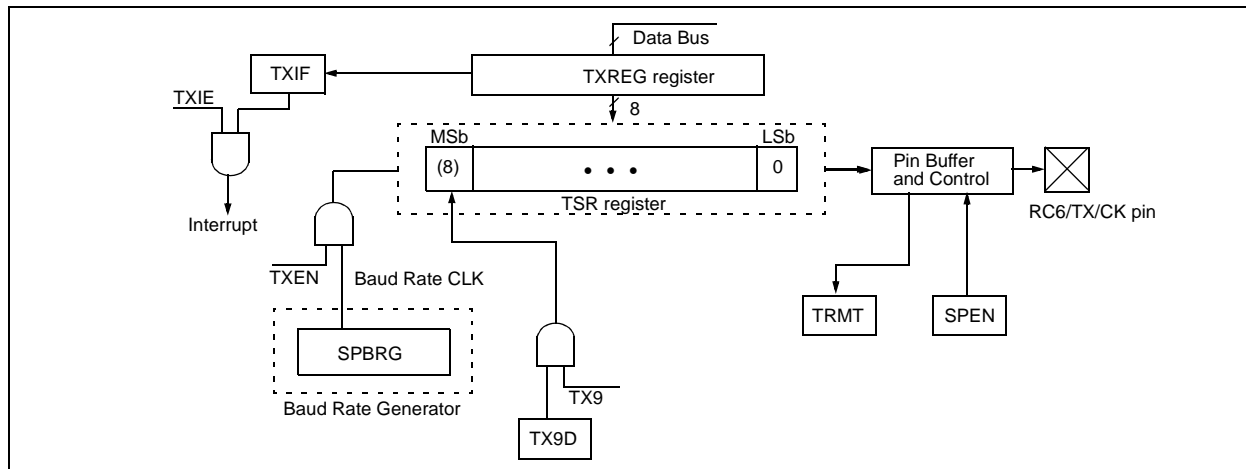 Data Bus
TXIF
TXREG register
TXIE
8
MSb
LSb
(8)
• • •
0
Pin Buffer
and Control
TSR register
Interrupt
RC6/TX/CK pin
TXEN
Baud Rate CLK
TRMT
SPEN
SPBRG
TX9
Baud Rate Generator
TX9D